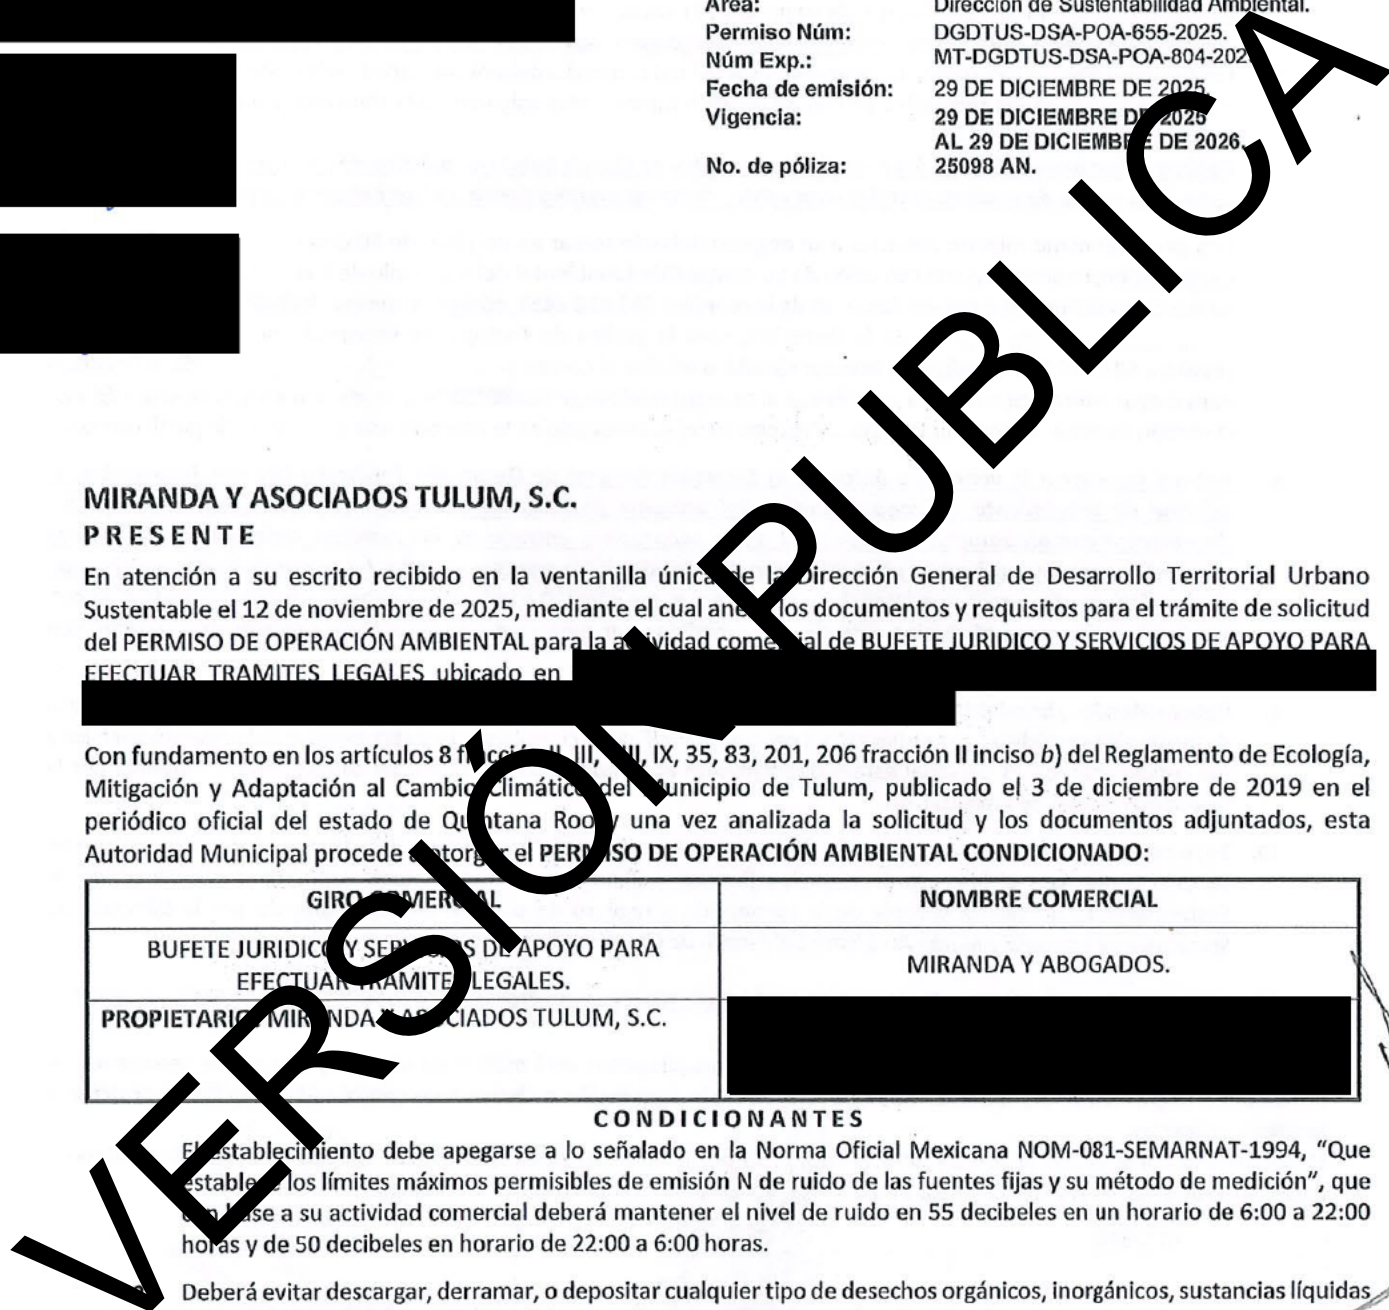 Área: Dirección de Sustentabilidad Ambiental.
Permiso Núm: DGDTUS-DSA-POA-655-2025.
Núm Exp.: MT-DGDTUS-DSA-POA-804-202
Fecha de emisión: 29 DE DICIEMBRE DE 2025.
Vigencia: 29 DE DICIEMBRE DE 2025
AL 29 DE DICIEMBRE DE 2026.
No. de póliza: 25098 AN.
VERSIÓN PUBLICA
MIRANDA Y ASOCIADOS TULUM, S.C.
PRESENTE
En atención a su escrito recibido en la ventanilla única de la Dirección General de Desarrollo Territorial Urbano
Sustentable el 12 de noviembre de 2025, mediante el cual anexa los documentos y requisitos para el trámite de solicitud
del PERMISO DE OPERACIÓN AMBIENTAL para la actividad comercial de BUFETE JURIDICO Y SERVICIOS DE APOYO PARA
EFECTUAR TRAMITES LEGALES ubicado en
Con fundamento en los artículos 8 fracción II, III, VIII, IX, 35, 83, 201, 206 fracción II inciso b) del Reglamento de Ecología,
Mitigación y Adaptación al Cambio Climático del Municipio de Tulum, publicado el 3 de diciembre de 2019 en el
periódico oficial del estado de Quintana Roo y una vez analizada la solicitud y los documentos adjuntados, esta
Autoridad Municipal procede a otorgar el PERMISO DE OPERACIÓN AMBIENTAL CONDICIONADO:
GIRO COMERCIAL NOMBRE COMERCIAL
BUFETE JURIDICO Y SERVICIOS DE APOYO PARA
EFECTUAR TRAMITES LEGALES.
MIRANDA Y ABOGADOS.
PROPIETARIO: MIRANDA Y ASOCIADOS TULUM, S.C.
CONDICIONANTES
El establecimiento debe apegarse a lo señalado en la Norma Oficial Mexicana NOM-081-SEMARNAT-1994, “Que
establece los límites máximos permisibles de emisión N de ruido de las fuentes fijas y su método de medición”, que
con base a su actividad comercial deberá mantener el nivel de ruido en 55 decibeles en un horario de 6:00 a 22:00
horas y de 50 decibeles en horario de 22:00 a 6:00 horas.
Deberá evitar descargar, derramar, o depositar cualquier tipo de desechos orgánicos, inorgánicos, sustancias líquidas